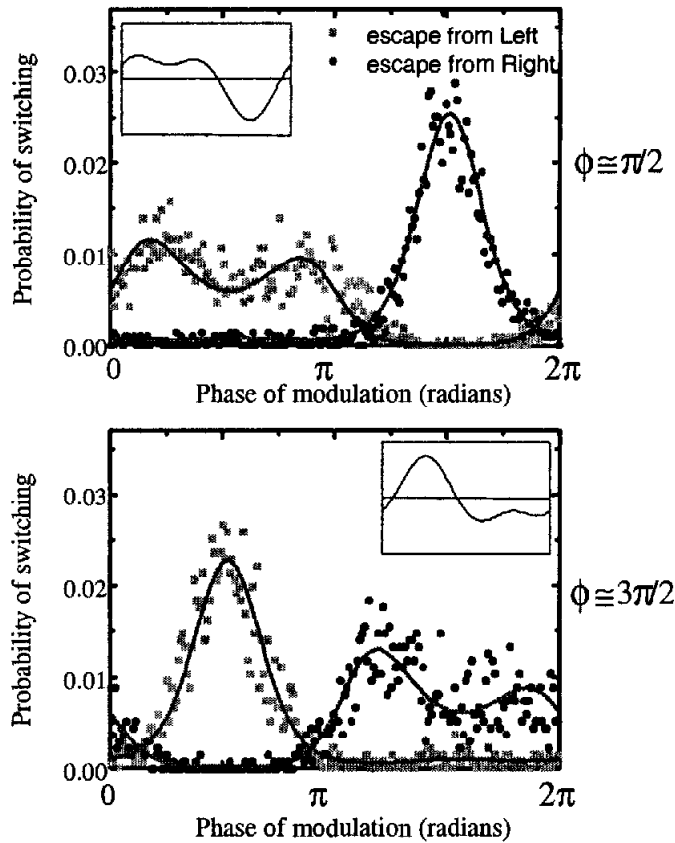 escape from Left
escape from Right
Probability of switching
0.03
0.02
0.01
0.00
0
π
2π
Phase of modulation (radians)
ϕ≅π/2
Probability of switching
0.03
0.02
0.01
0.00
0
π
2π
Phase of modulation (radians)
ϕ≅3π/2